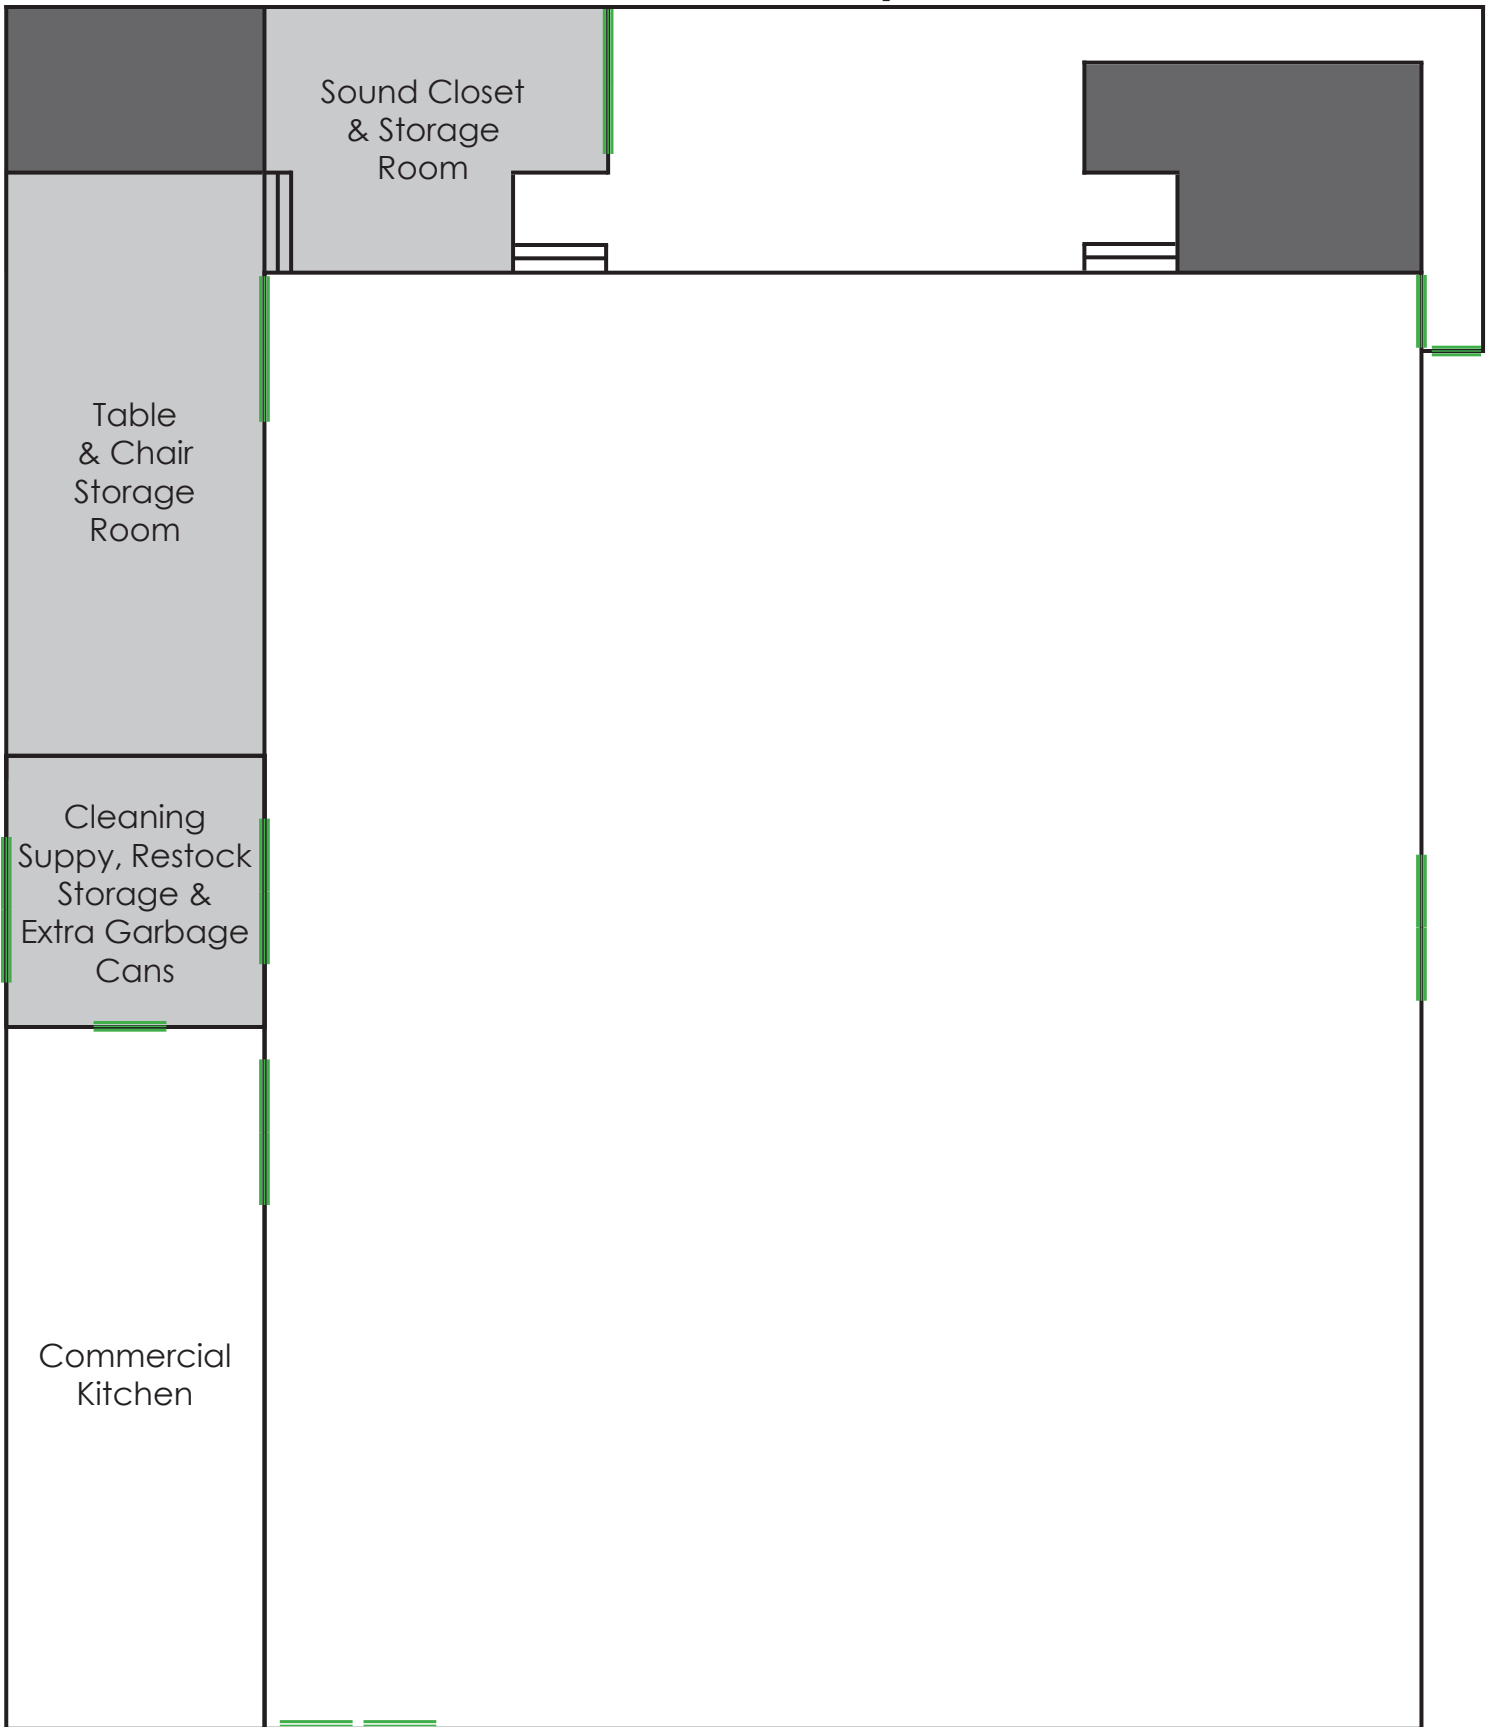 Sound Closet
& Storage
Room
Table
& Chair
Storage
Room
Cleaning
Suppy, Restock
Storage &
Extra Garbage
Cans
Commercial
Kitchen